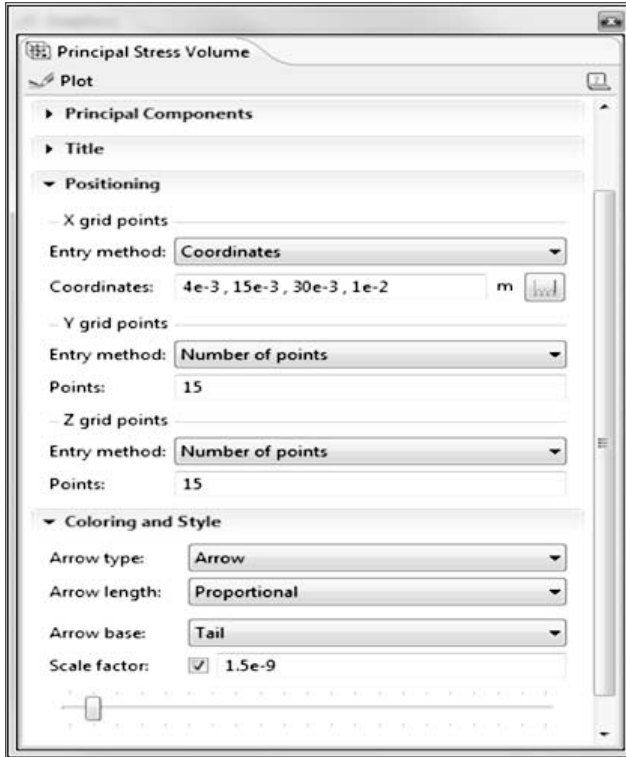 Principal Stress Volume
Plot
Principal Components
Title
Positioning
X grid points
Entry method: Coordinates
Coordinates: 4e-3 , 15e-3 , 30e-3 , 1e-2 m
Y grid points
Entry method: Number of points
Points: 15
Z grid points
Entry method: Number of points
Points: 15
Coloring and Style
Arrow type: Arrow
Arrow length: Proportional
Arrow base: Tail
Scale factor: 1.5e-9